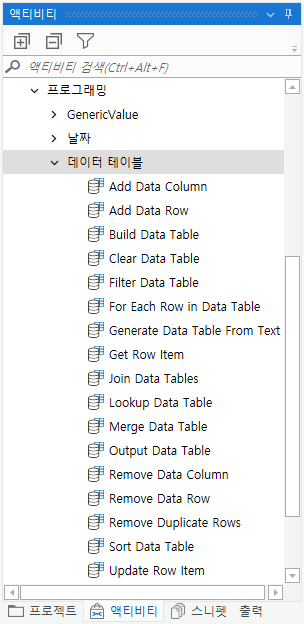 액티비티
액티비티 검색(Ctrl+Alt+F)
프로그래밍
GenericValue
날짜
데이터 테이블
Add Data Column
Add Data Row
Build Data Table
Clear Data Table
Filter Data Table
For Each Row in Data Table
Generate Data Table From Text
Get Row Item
Join Data Tables
Lookup Data Table
Merge Data Table
Output Data Table
Remove Data Column
Remove Data Row
Remove Duplicate Rows
Sort Data Table
Update Row Item
프로젝트 액티비티 스니펫 출력